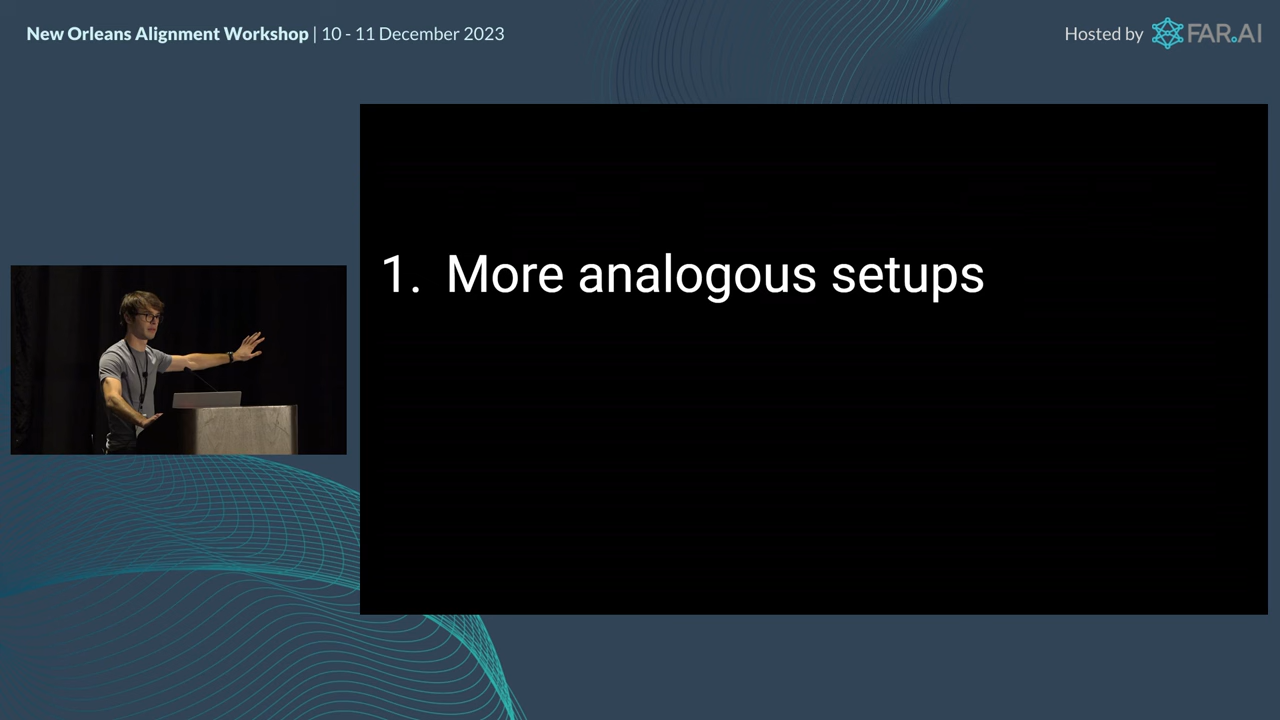 New Orleans Alignment Workshop | 10 - 11 December 2023
Hosted by FAR.AI
1. More analogous setups